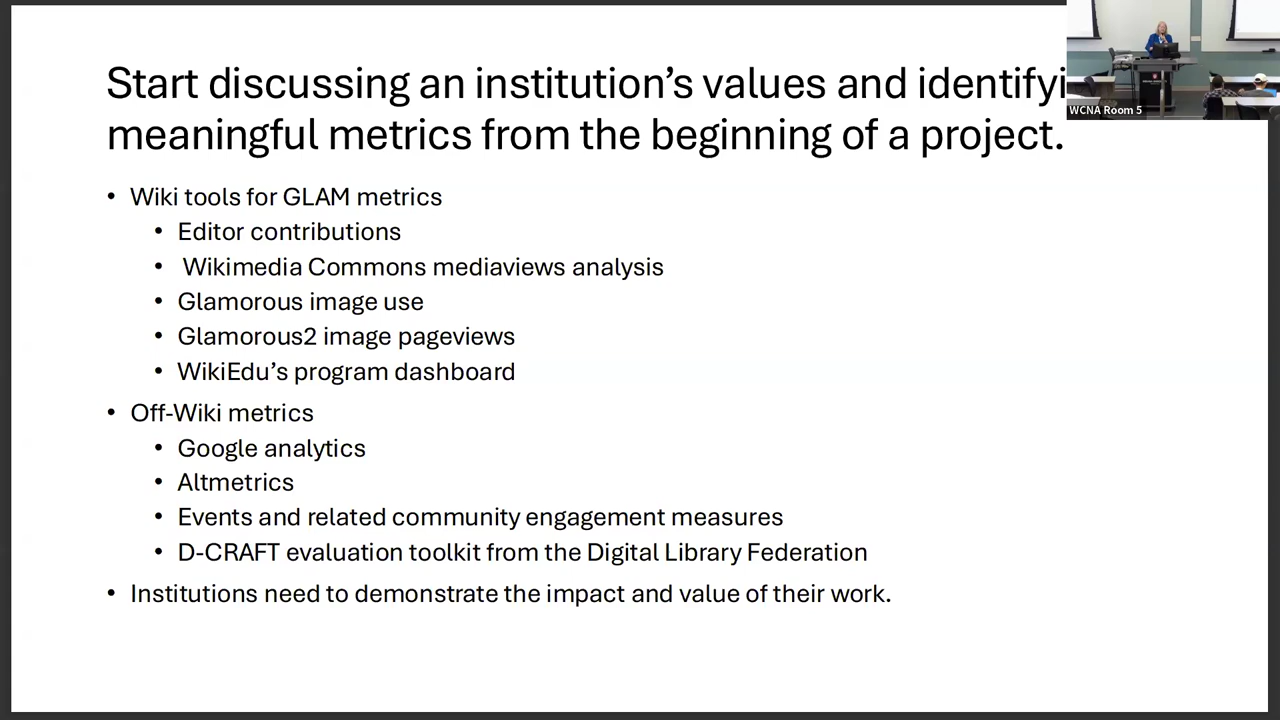 Start discussing an institution’s values and identifyi
meaningful metrics from the beginning of a project.
WCNA Room 5
• Wiki tools for GLAM metrics
• Editor contributions
• Wikimedia Commons mediaviews analysis
• Glamorous image use
• Glamorous2 image pageviews
• WikiEdu’s program dashboard
• Off-Wiki metrics
• Google analytics
• Altmetrics
• Events and related community engagement measures
• D-CRAFT evaluation toolkit from the Digital Library Federation
• Institutions need to demonstrate the impact and value of their work.